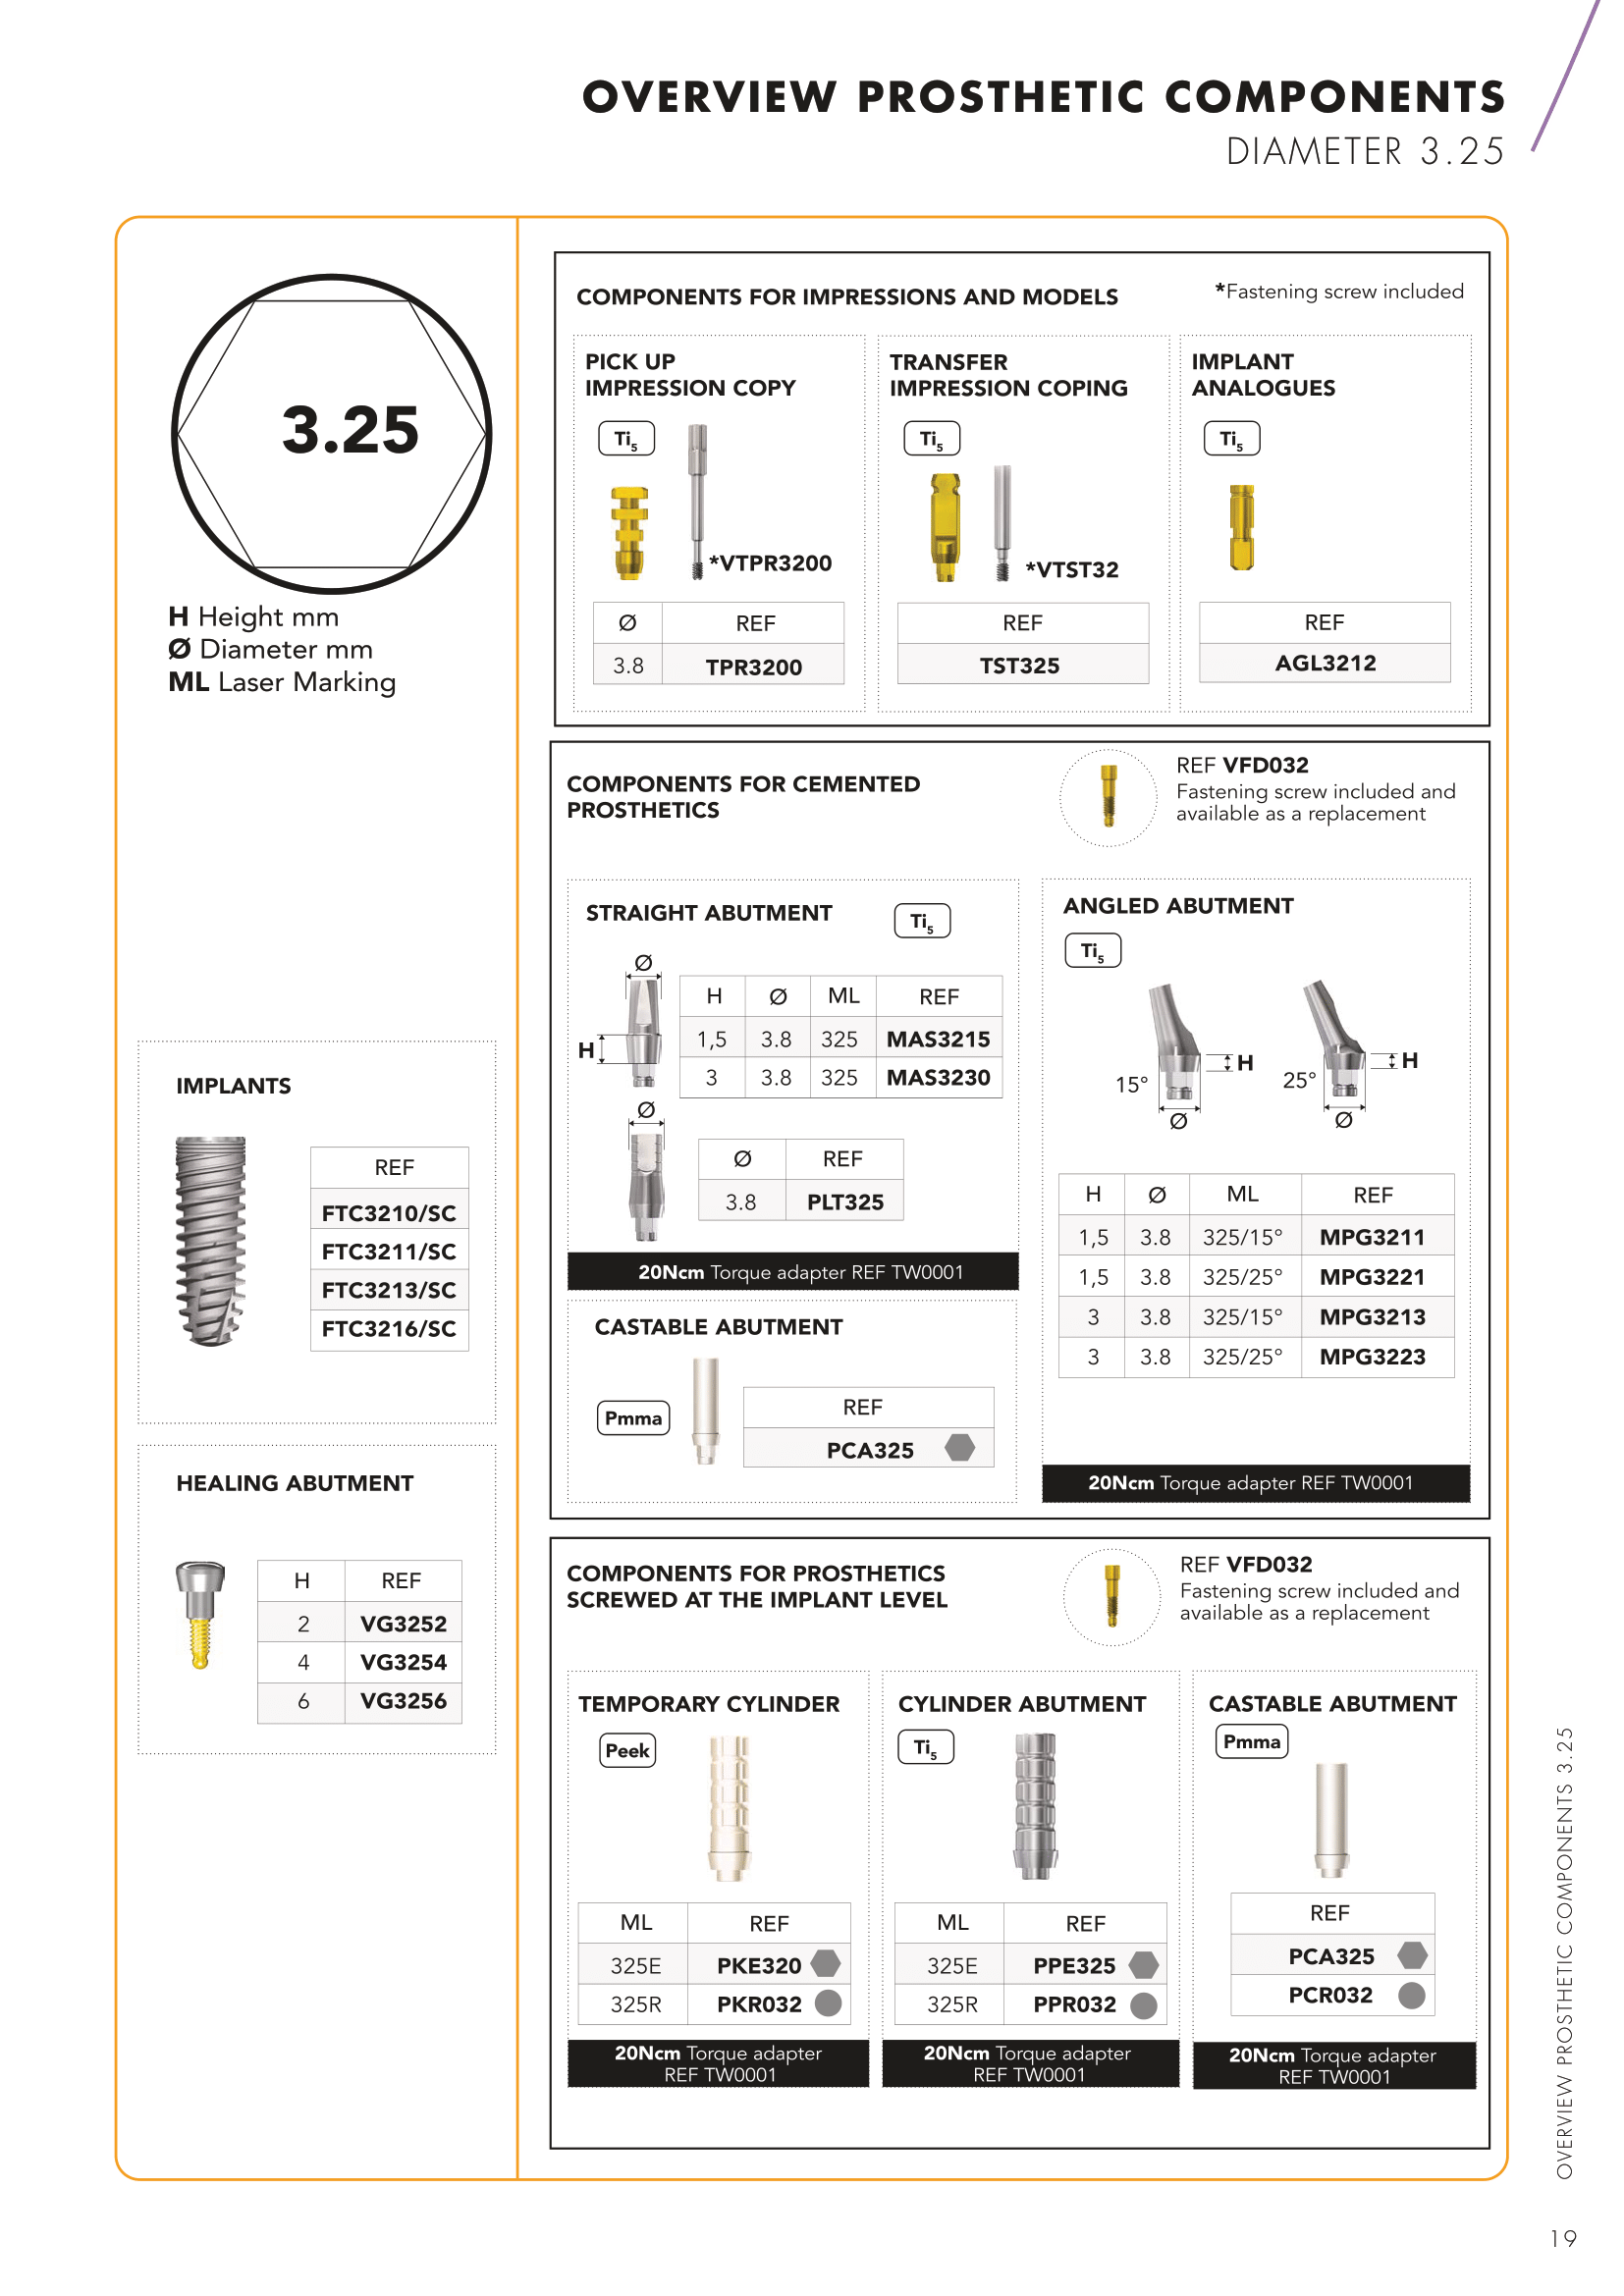 OVERVIEW PROSTHETIC COMPONENTS
DIAMETER 3.25
3.25
H Height mm
Ø Diameter mm
ML Laser Marking
IMPLANTS
REF
FTC3210/SC
FTC3211/SC
FTC3213/SC
FTC3216/SC
HEALING ABUTMENT
H REF
2 VG3252
4 VG3254
6 VG3256
COMPONENTS FOR IMPRESSIONS AND MODELS
*Fastening screw included
PICK UP
IMPRESSION COPY
Ti5
*VTPR3200
Ø REF
3.8 TPR3200
TRANSFER
IMPRESSION COPING
Ti5
*VTST32
REF
TST325
IMPLANT
ANALOGUES
Ti5
REF
AGL3212
COMPONENTS FOR CEMENTED
PROSTHETICS
REF VFD032
Fastening screw included and
available as a replacement
STRAIGHT ABUTMENT
Ti5
Ø
H
H Ø ML REF
1,5 3.8 325 MAS3215
3 3.8 325 MAS3230
Ø
Ø REF
3.8 PLT325
20Ncm Torque adapter REF TW0001
CASTABLE ABUTMENT
Pmma
REF
PCA325
ANGLED ABUTMENT
Ti5
15° H
Ø
25° H
Ø
H Ø ML REF
1,5 3.8 325/15° MPG3211
1,5 3.8 325/25° MPG3221
3 3.8 325/15° MPG3213
3 3.8 325/25° MPG3223
20Ncm Torque adapter REF TW0001
COMPONENTS FOR PROSTHETICS
SCREWED AT THE IMPLANT LEVEL
REF VFD032
Fastening screw included and
available as a replacement
TEMPORARY CYLINDER
Peek
ML REF
325E PKE320
325R PKR032
20Ncm Torque adapter
REF TW0001
CYLINDER ABUTMENT
Ti5
ML REF
325E PPE325
325R PPR032
20Ncm Torque adapter
REF TW0001
CASTABLE ABUTMENT
Pmma
REF
PCA325
PCR032
20Ncm Torque adapter
REF TW0001
OVERVIEW PROSTHETIC COMPONENTS 3.25
19